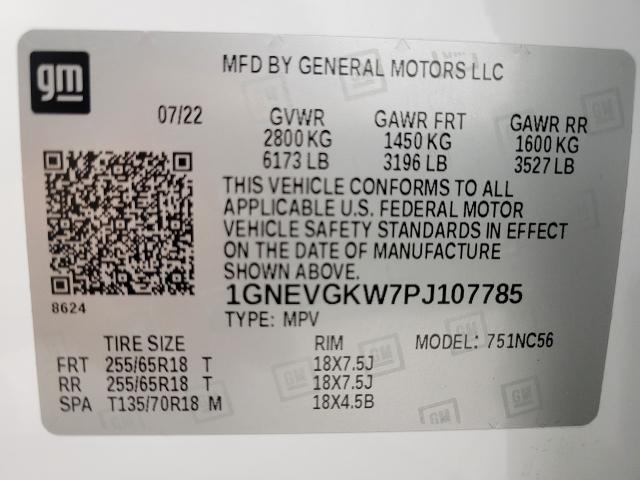 gm
MFD BY GENERAL MOTORS LLC
07/22
GVWR GAWR FRT GAWR RR
2800 KG 1450 KG 1600 KG
6173 LB 3196 LB 3527 LB
THIS VEHICLE CONFORMS TO ALL
APPLICABLE U.S. FEDERAL MOTOR
VEHICLE SAFETY STANDARDS IN EFFECT
ON THE DATE OF MANUFACTURE
SHOWN ABOVE.
1GNEVGKW7PJ107785
8624
TYPE: MPV
TIRE SIZE RIM MODEL: 751NC56
FRT 255/65R18 T 18X7.5J
RR 255/65R18 T 18X7.5J
SPA T135/70R18 M 18X4.5B